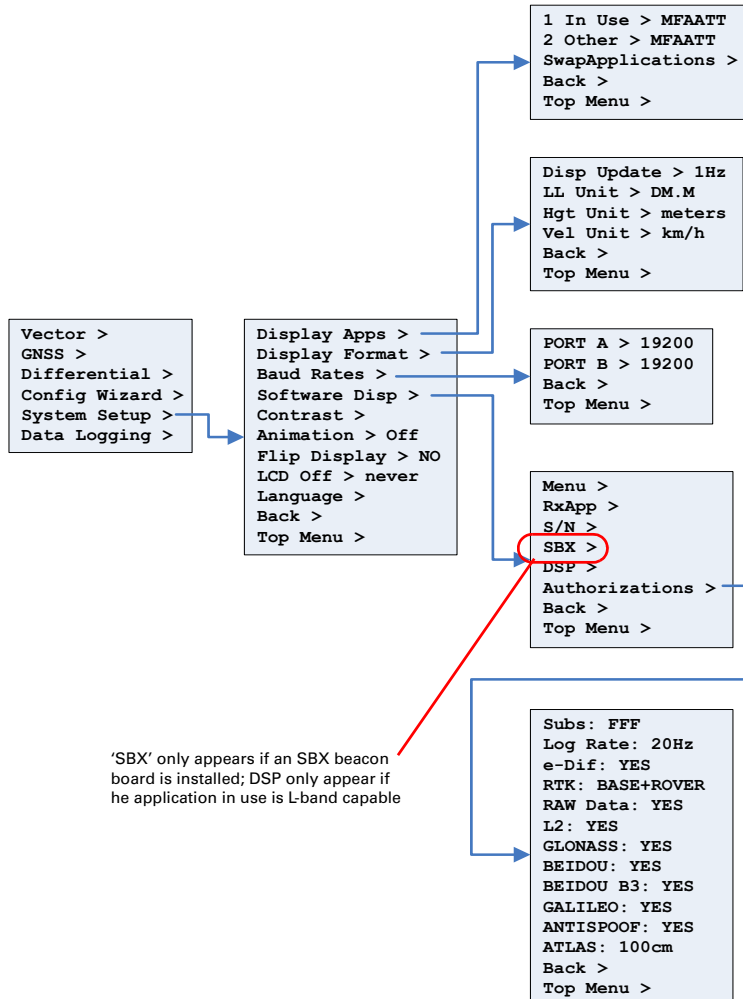 1 In Use > MFAATT
2 Other > MFAATT
SwapApplications >
Back >
Top Menu >
Disp Update > 1Hz
LL Unit > DM.M
Hgt Unit > meters
Vel Unit > km/h
Back >
Top Menu >
Vector >
GNSS >
Differential >
Config Wizard >
System Setup >
Data Logging >
Display Apps >
Display Format >
Baud Rates >
Software Disp >
Contrast >
Animation > Off
Flip Display > NO
LCD Off > never
Language >
Back >
Top Menu >
PORT A > 19200
PORT B > 19200
Back >
Top Menu >
Menu >
RxApp >
S/N >
SBX >
DSP >
Authorizations >
Back >
Top Menu >
'SBX' only appears if an SBX beacon
board is installed; DSP only appear if
he application in use is L-band capable
Subs: FFF
Log Rate: 20Hz
e-Dif: YES
RTK: BASE+ROVER
RAW Data: YES
L2: YES
GLONASS: YES
BEIDOU: YES
BEIDOU B3: YES
GALILEO: YES
ANTISPOOF: YES
ATLAS: 100cm
Back >
Top Menu >